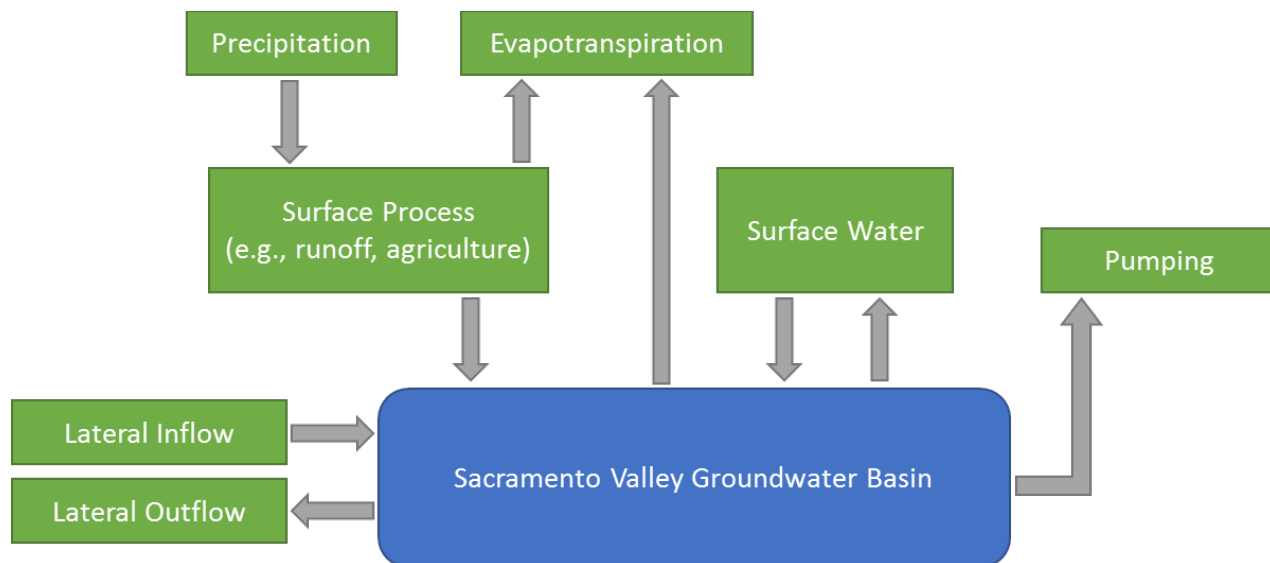 Precipitation
Evapotranspiration
Surface Process
(e.g., runoff, agriculture)
Surface Water
Pumping
Lateral Inflow
Sacramento Valley Groundwater Basin
Lateral Outflow